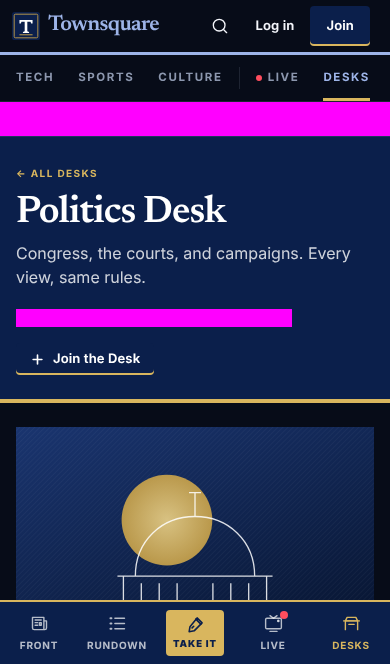 T Townsquare
Log in
Join
TECH
SPORTS
CULTURE
LIVE
DESKS
← ALL DESKS
Politics Desk
Congress, the courts, and campaigns. Every
view, same rules.
+ Join the Desk
FRONT
RUNDOWN
TAKE IT
LIVE
DESKS